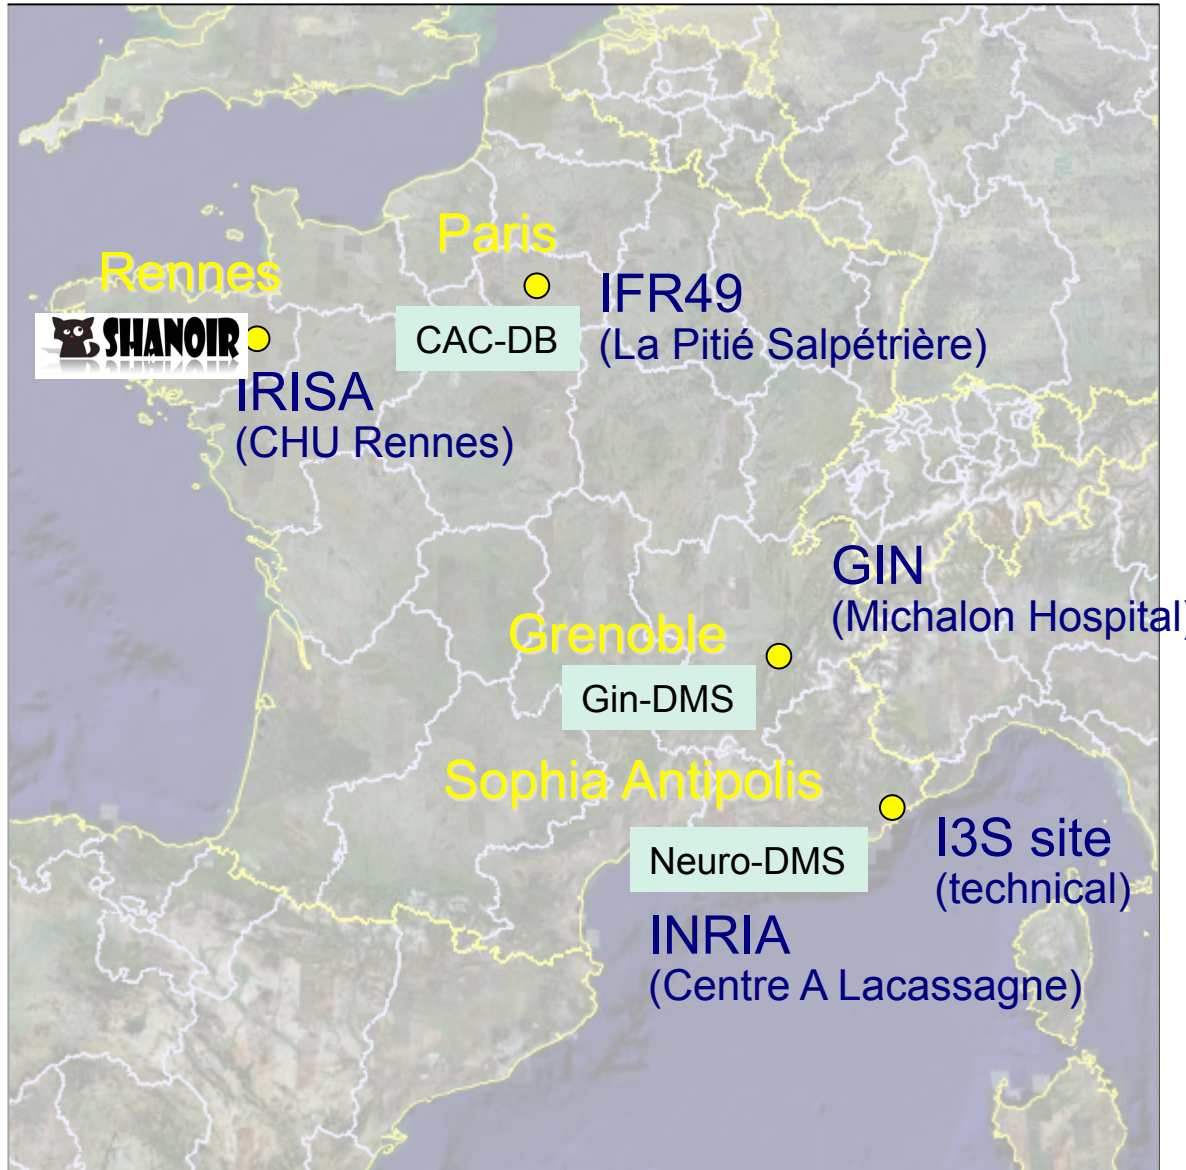 Paris
Rennes
IFR49
(La Pitié Salpétrière)
CAC-DB
SHANOIR
IRISA
(CHU Rennes)
GIN
(Michalon Hospital)
Grenoble
Gin-DMS
Sophia Antipolis
I3S site
(technical)
Neuro-DMS
INRIA
(Centre A Lacassagne)